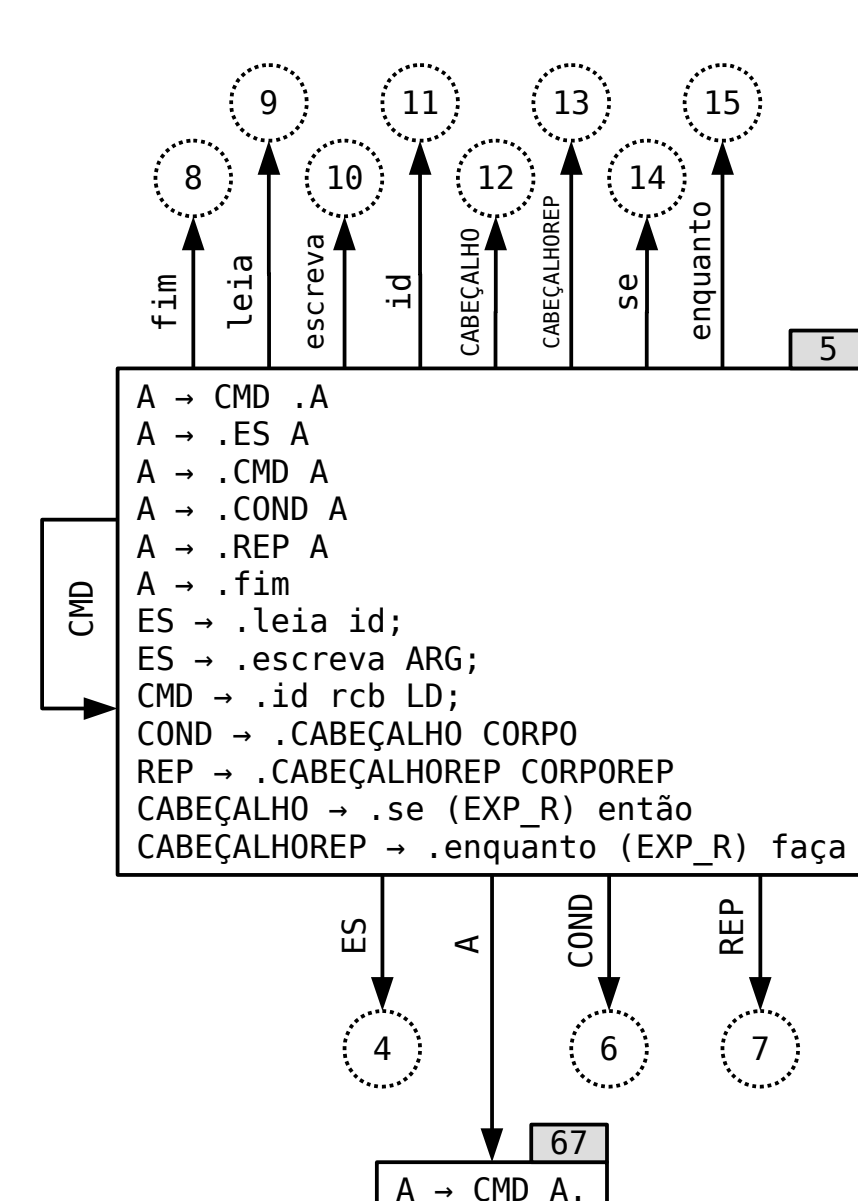 9
11
13
15
8
10
12
14
fim
leia
escreva
id
CABEÇALHO
CABEÇALHOREP
se
enquanto
5
A → CMD .A
A → .ES A
A → .CMD A
A → .COND A
A → .REP A
A → .fim
ES → .leia id;
ES → .escreva ARG;
CMD → .id rcb LD;
COND → .CABEÇALHO CORPO
REP → .CABEÇALHOREP CORPOREP
CABEÇALHO → .se (EXP_R) então
CABEÇALHOREP → .enquanto (EXP_R) faça
CMD
ES
A
COND
REP
4
6
7
67
A → CMD A.